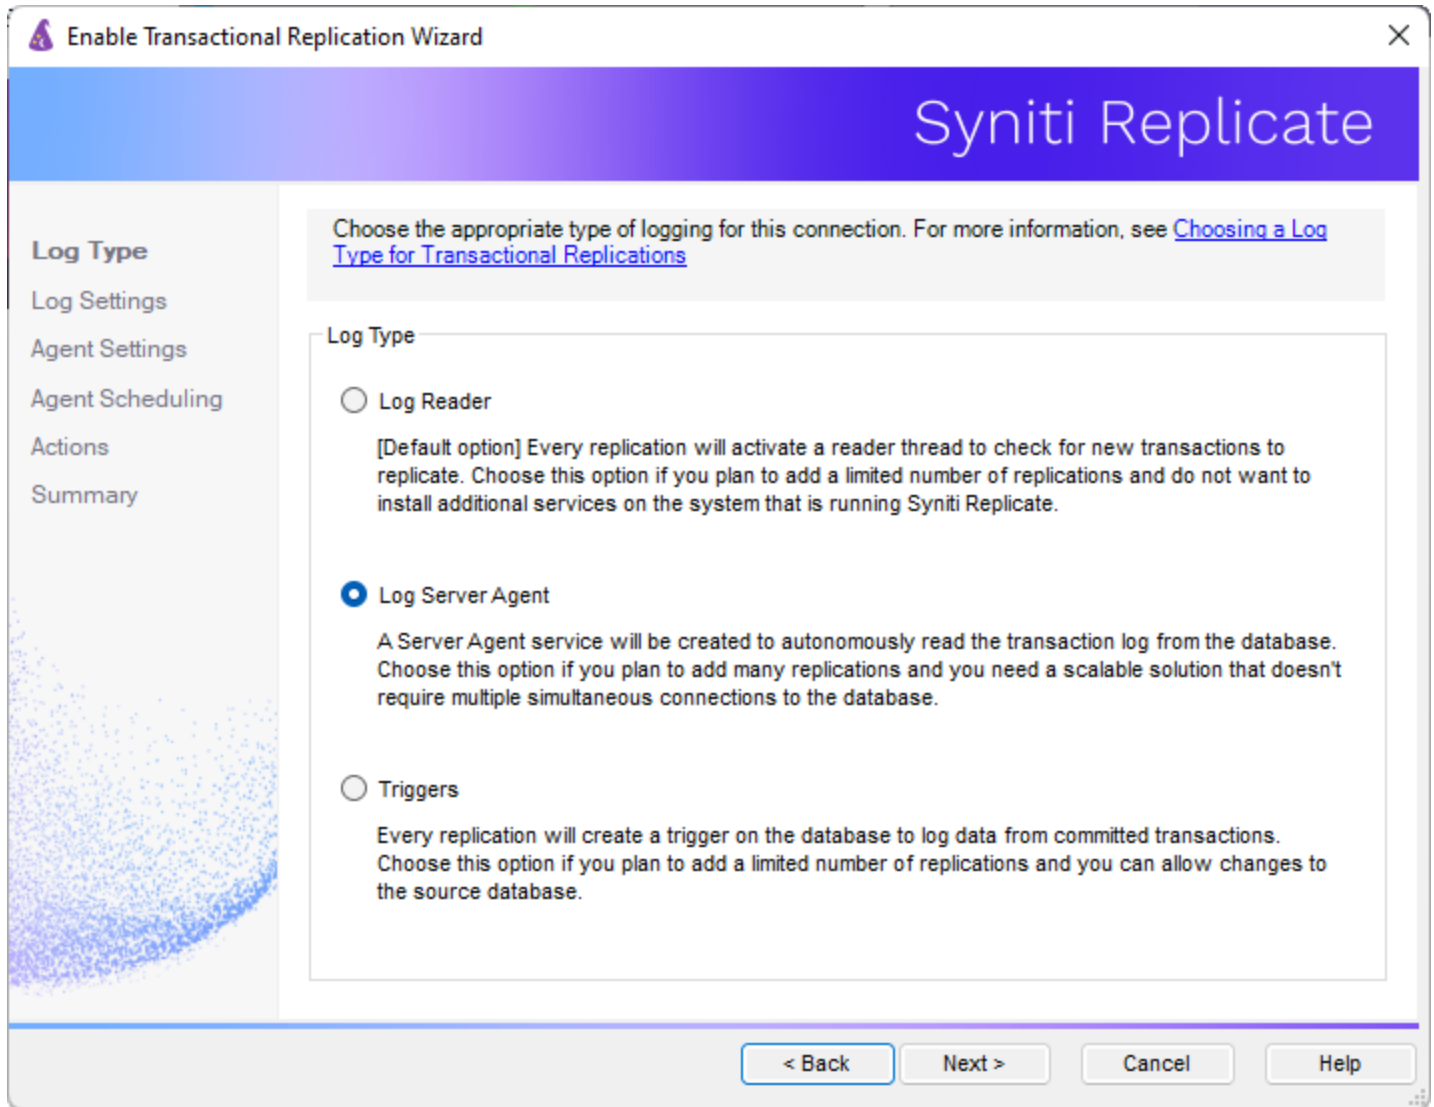 Enable Transactional Replication Wizard
Syniti Replicate
Log Type
Log Settings
Agent Settings
Agent Scheduling
Actions
Summary
Choose the appropriate type of logging for this connection. For more information, see Choosing a Log
Type for Transactional Replications
Log Type
Log Reader
[Default option] Every replication will activate a reader thread to check for new transactions to
replicate. Choose this option if you plan to add a limited number of replications and do not want to
install additional services on the system that is running Syniti Replicate.
Log Server Agent
A Server Agent service will be created to autonomously read the transaction log from the database.
Choose this option if you plan to add many replications and you need a scalable solution that doesn't
require multiple simultaneous connections to the database.
Triggers
Every replication will create a trigger on the database to log data from committed transactions.
Choose this option if you plan to add a limited number of replications and you can allow changes to
the source database.
< Back
Next >
Cancel
Help